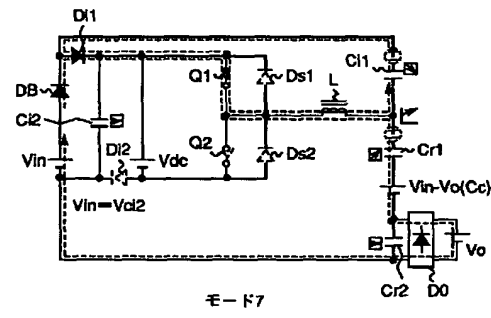 Di1
DB
Ci2
Vin
Di2
Vdc
Vin=Vci2
Q1
Q2
Ds1
Ds2
L
Ci1
Cr1
Vin-Vo(Cc)
Vo
Cr2
D0
モード7